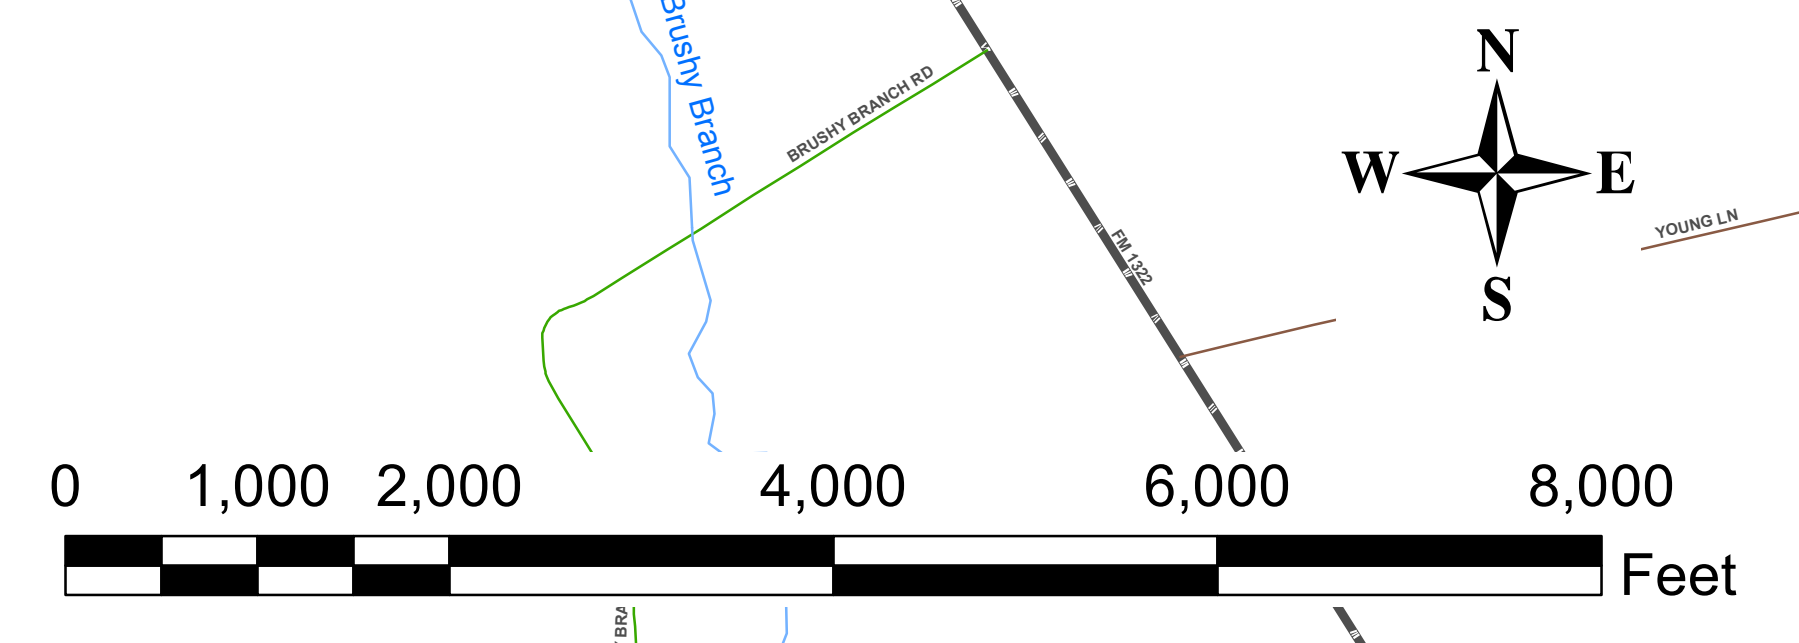 Brushy Branch
BRUSHY BRANCH RD
N
W
E
S
YOUNG LN
FM 1322
0 1,000 2,000 4,000 6,000 8,000
Feet
BRA